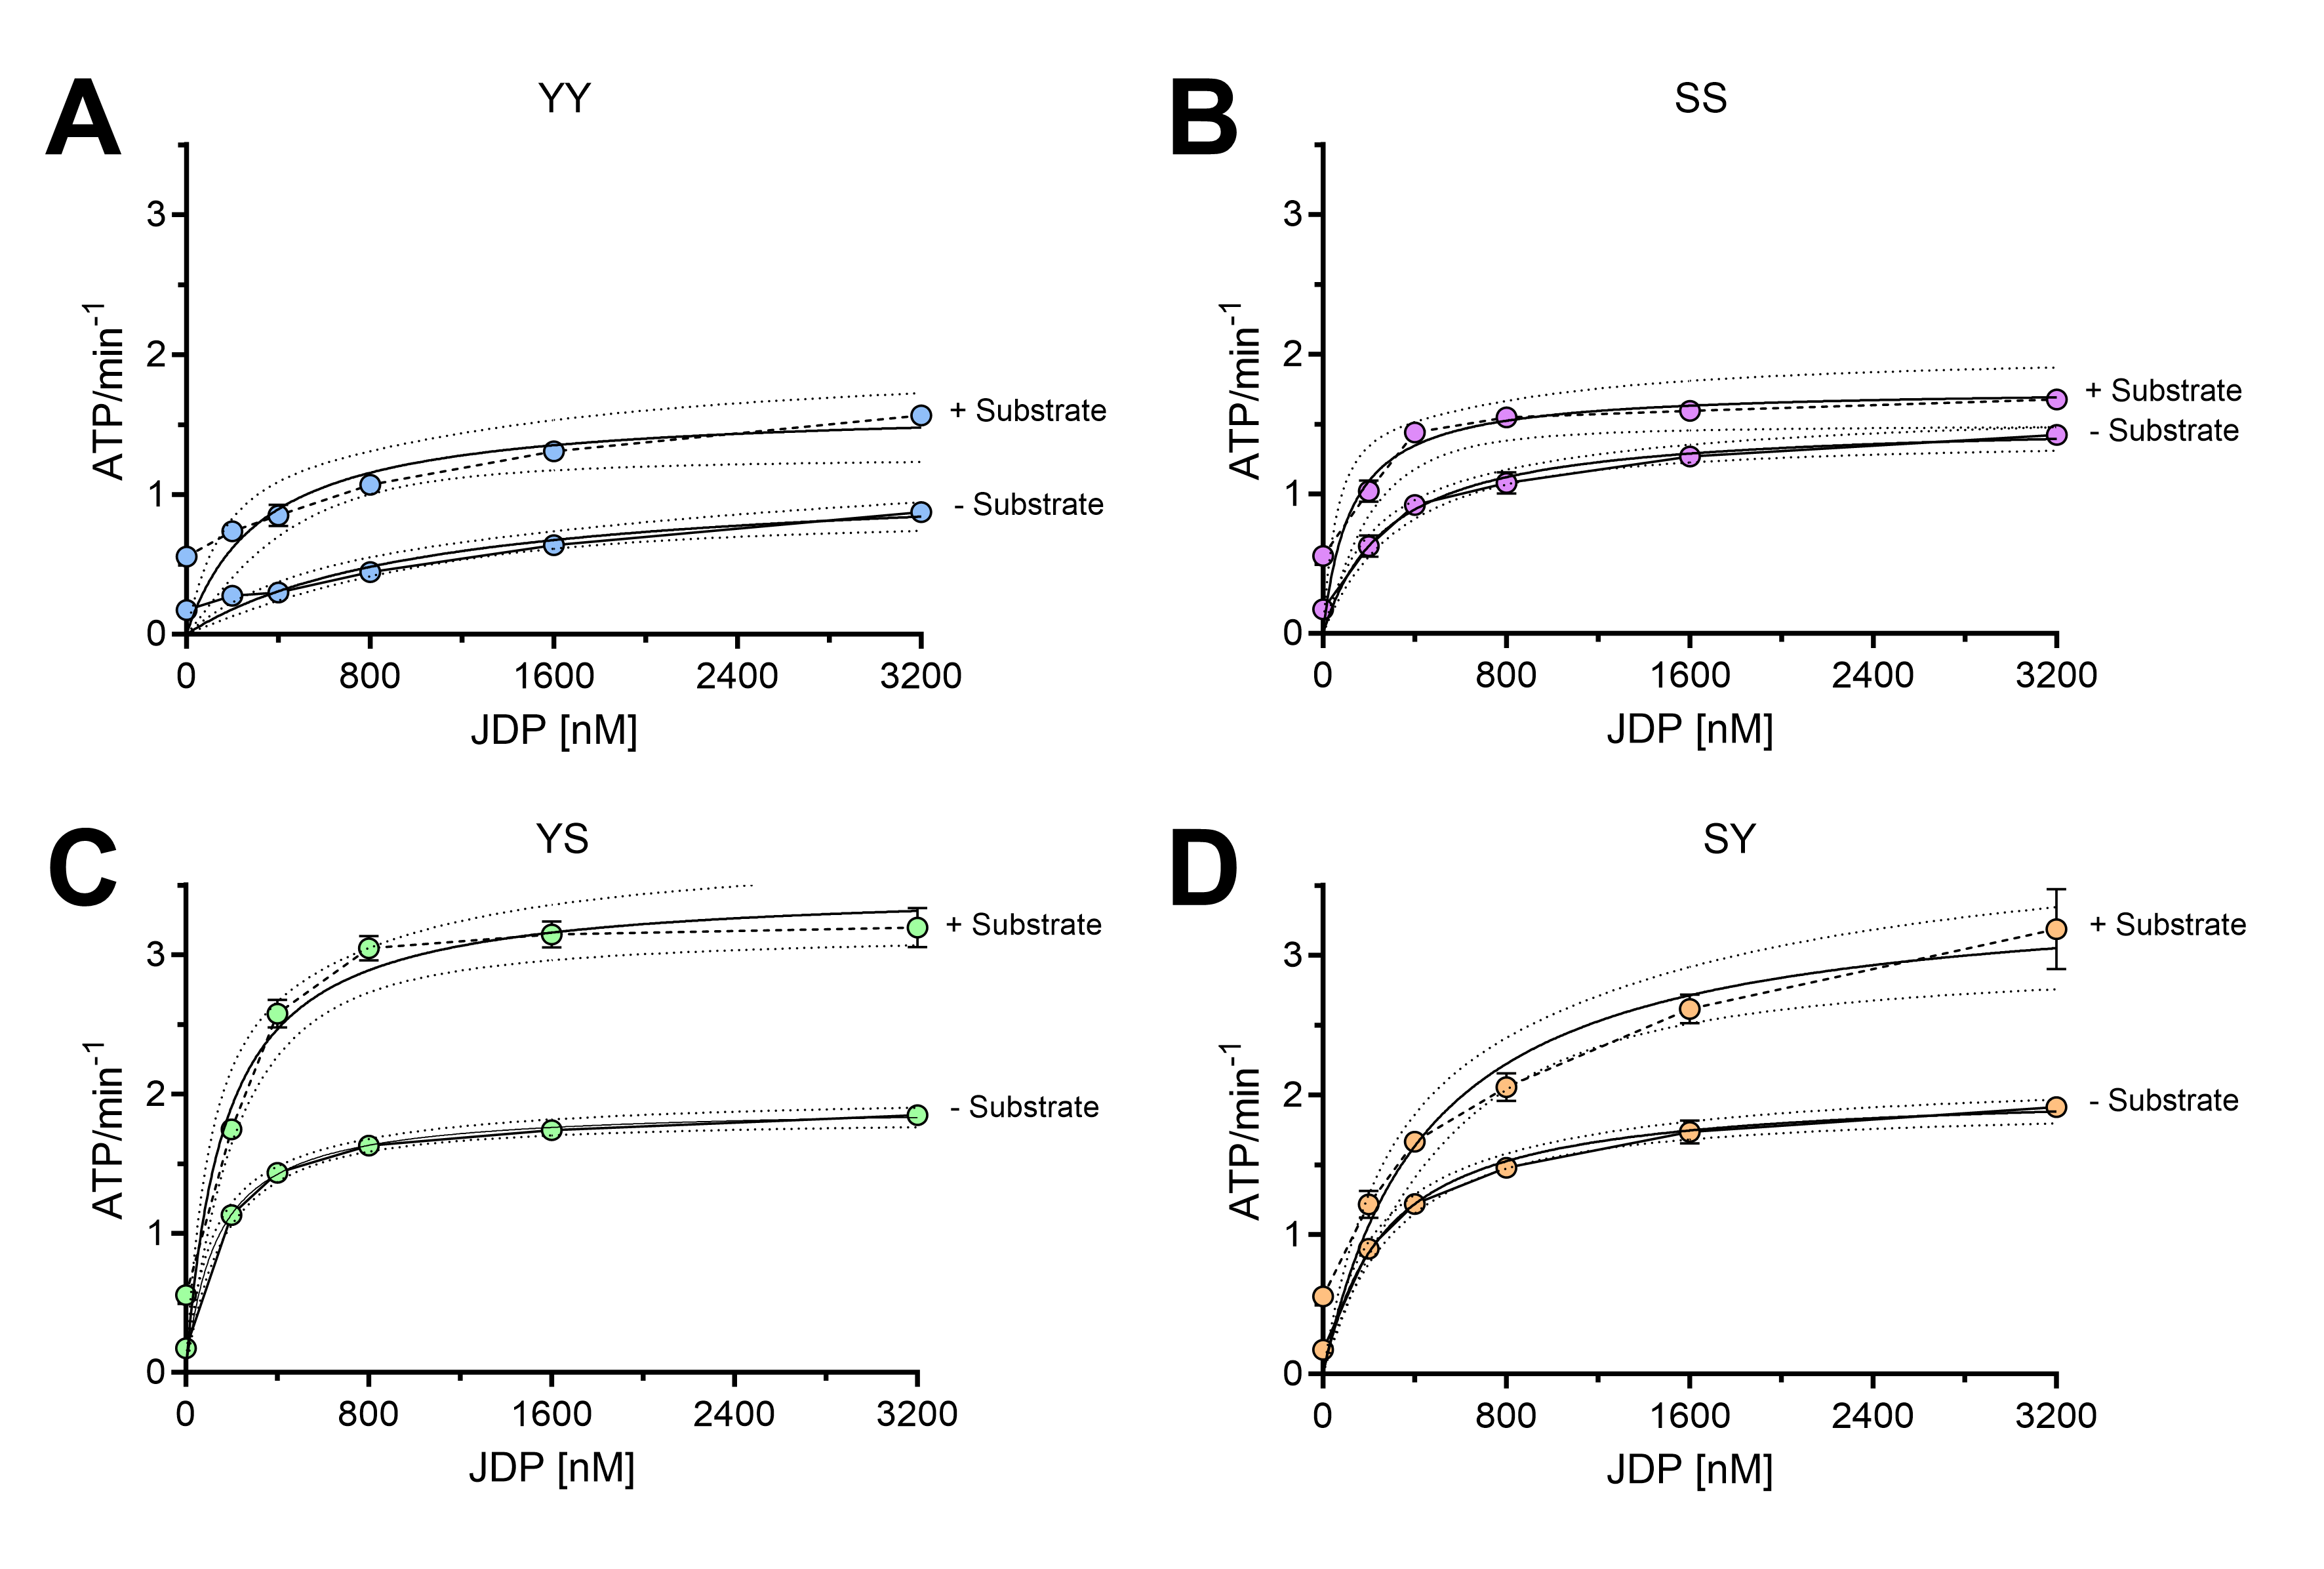 A
YY
3
2
1
0
ATP/min-1
+ Substrate
- Substrate
0 800 1600 2400 3200
JDP [nM]
B
SS
3
2
1
0
ATP/min-1
+ Substrate
- Substrate
0 800 1600 2400 3200
JDP [nM]
C
YS
3
2
1
0
ATP/min-1
+ Substrate
- Substrate
0 800 1600 2400 3200
JDP [nM]
D
SY
3
2
1
0
ATP/min-1
+ Substrate
- Substrate
0 800 1600 2400 3200
JDP [nM]